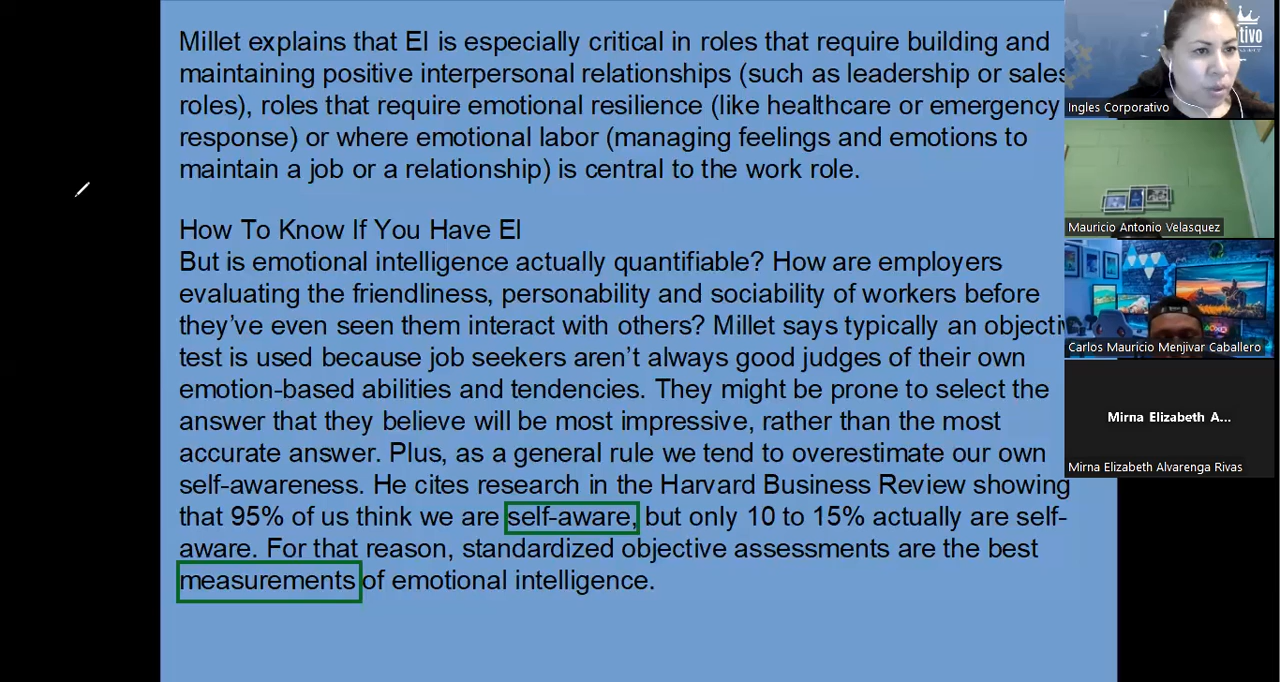 Millet explains that EI is especially critical in roles that require building and
maintaining positive interpersonal relationships (such as leadership or sales
roles), roles that require emotional resilience (like healthcare or emergency
response) or where emotional labor (managing feelings and emotions to
maintain a job or a relationship) is central to the work role.
How To Know If You Have EI
But is emotional intelligence actually quantifiable? How are employers
evaluating the friendliness, personability and sociability of workers before
they’ve even seen them interact with others? Millet says typically an objectiv
test is used because job seekers aren’t always good judges of their own
emotion-based abilities and tendencies. They might be prone to select the
answer that they believe will be most impressive, rather than the most
accurate answer. Plus, as a general rule we tend to overestimate our own
self-awareness. He cites research in the Harvard Business Review showing
that 95% of us think we are self-aware, but only 10 to 15% actually are self-
aware. For that reason, standardized objective assessments are the best
measurements of emotional intelligence.
tivo
Ingles Corporativo
Mauricio Antonio Velasquez
Carlos Mauricio Menjivar Caballero
Mirna Elizabeth A...
Mirna Elizabeth Alvarenga Rivas